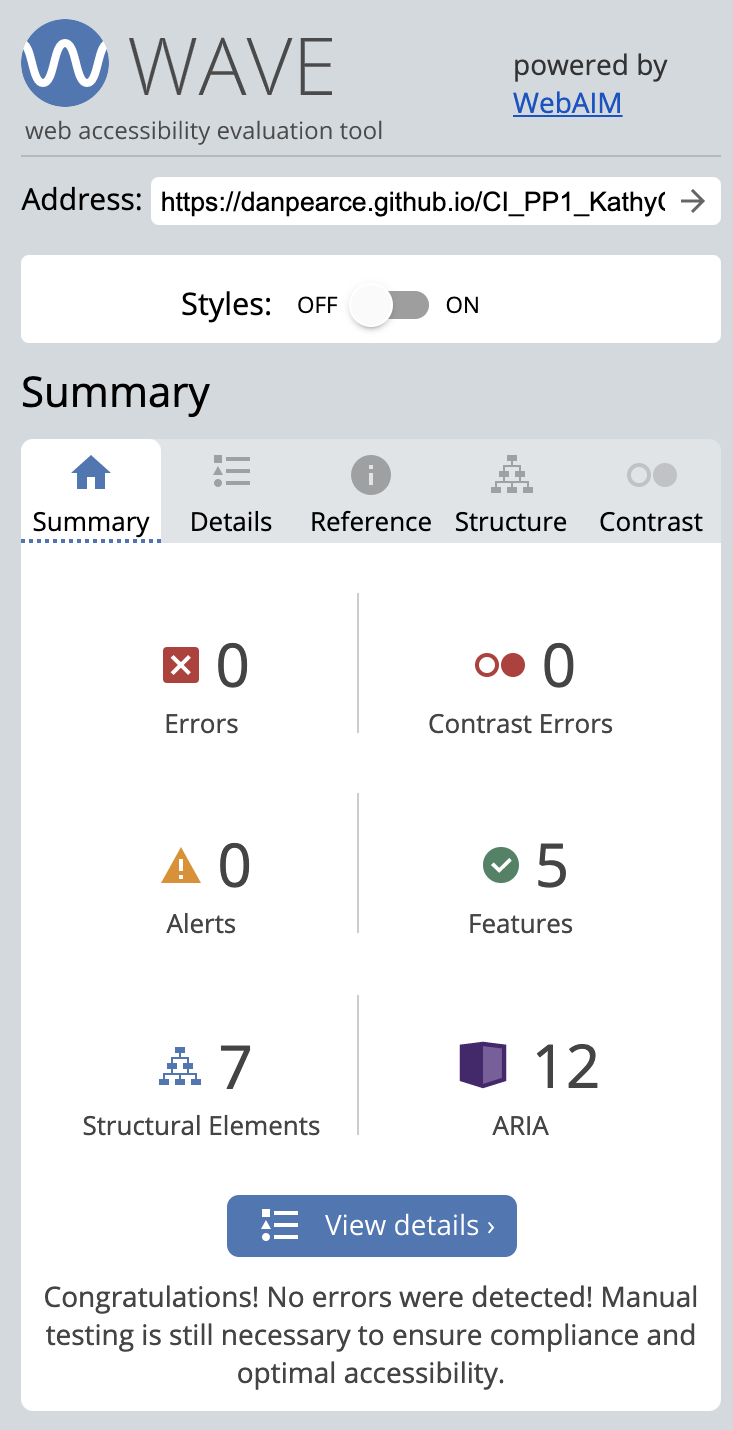 WAVE
powered by
WebAIM
web accessibility evaluation tool
Address: https://danpearce.github.io/CI_PP1_Kathy
Styles: OFF ON
Summary
Summary Details Reference Structure Contrast
0 0
Errors Contrast Errors
0 5
Alerts Features
7 12
Structural Elements ARIA
View details ›
Congratulations! No errors were detected! Manual
testing is still necessary to ensure compliance and
optimal accessibility.